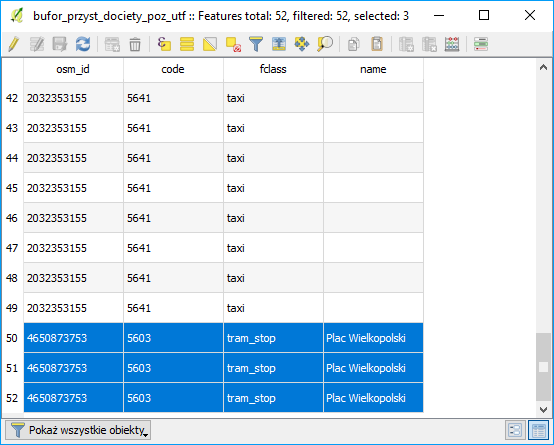 bufor_przyst_dociety_poz_utf :: Features total: 52, filtered: 52, selected: 3
osm_id code fclass name
42 2032353155 5641 taxi
43 2032353155 5641 taxi
44 2032353155 5641 taxi
45 2032353155 5641 taxi
46 2032353155 5641 taxi
47 2032353155 5641 taxi
48 2032353155 5641 taxi
49 2032353155 5641 taxi
50 4650873753 5603 tram_stop Plac Wielkopolski
51 4650873753 5603 tram_stop Plac Wielkopolski
52 4650873753 5603 tram_stop Plac Wielkopolski
Pokaż wszystkie obiekty